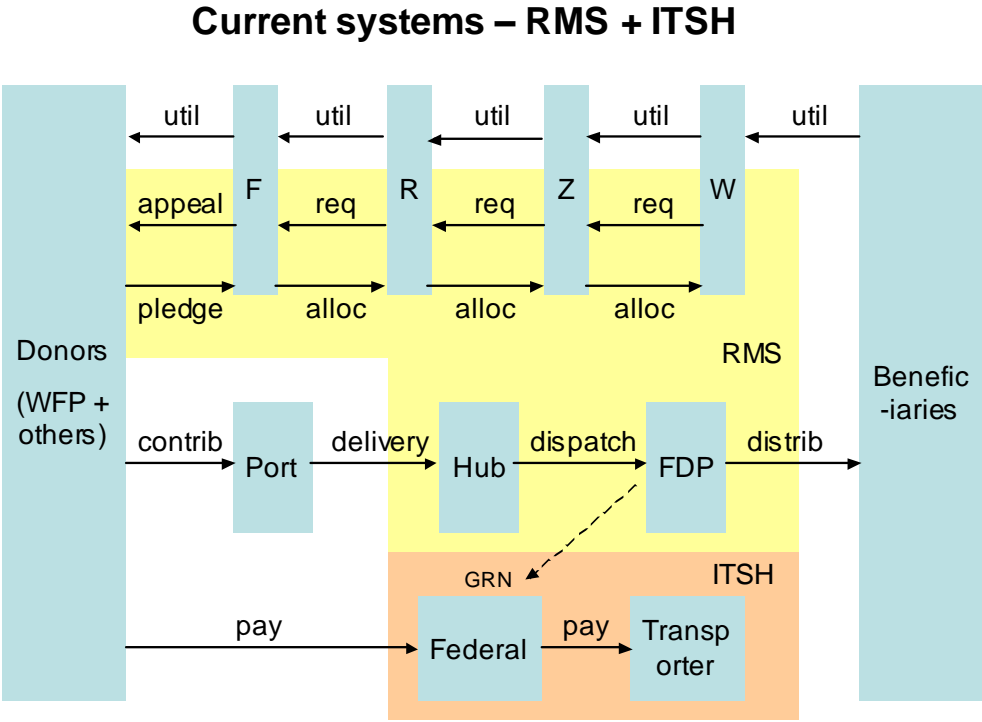 Current systems – RMS + ITSH
util util util util util
F R Z W
appeal req req req
pledge alloc alloc alloc
RMS
Donors
(WFP +
others)
Benefic
-iaries
contrib delivery dispatch distrib
Port Hub FDP
GRN ITSH
pay pay
Federal
Transp
orter